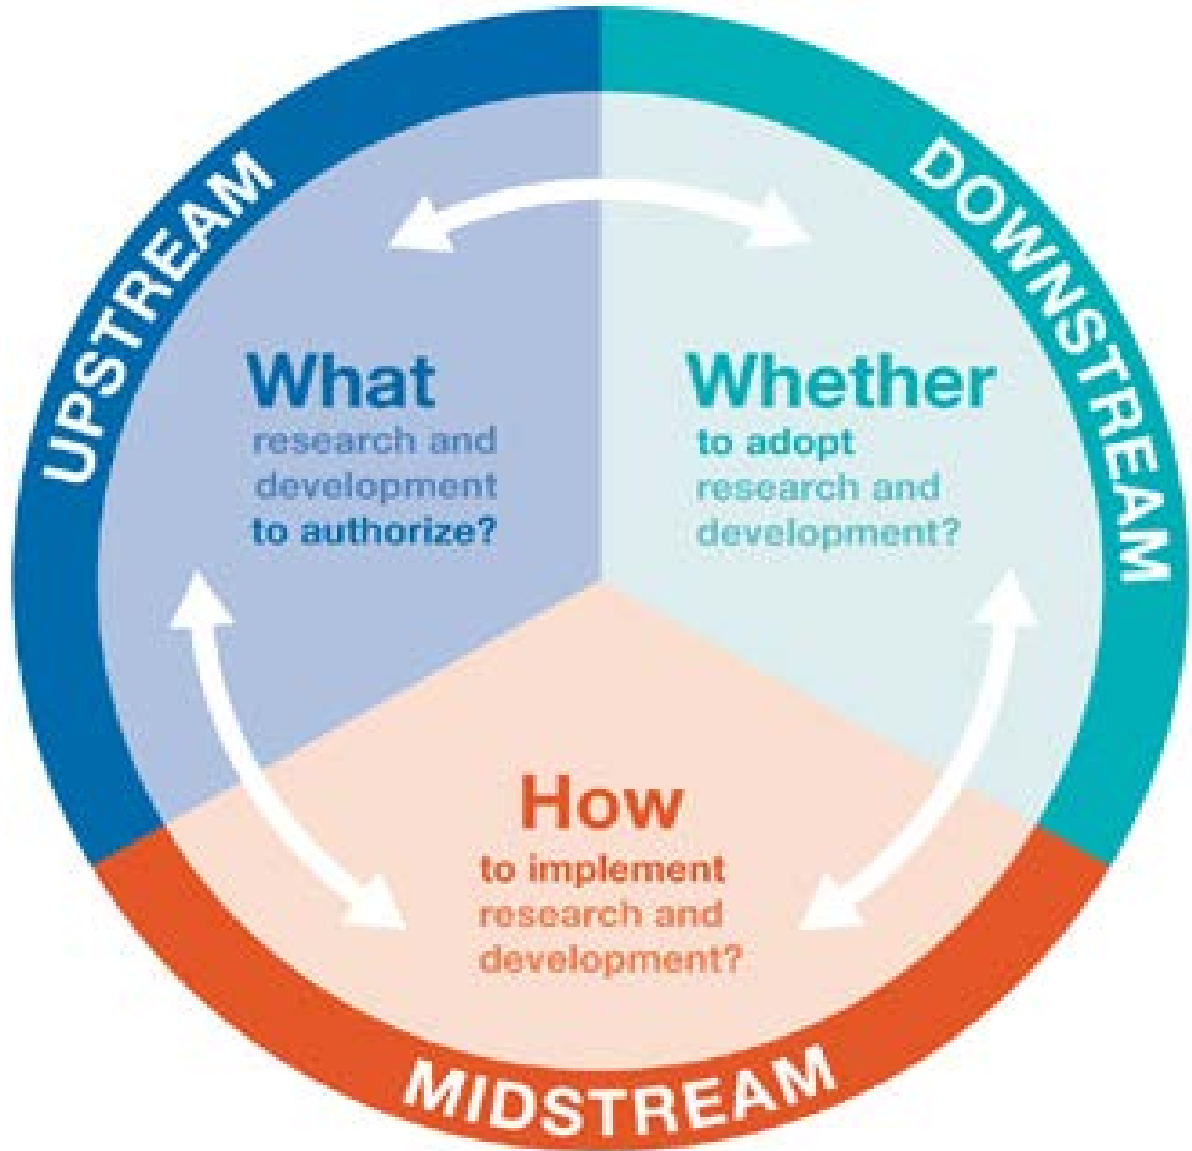 UPSTREAM
What
research and
development
to authorize?
DOWNSTREAM
Whether
to adopt
research and
development?
How
to implement
research and
development?
MIDSTREAM